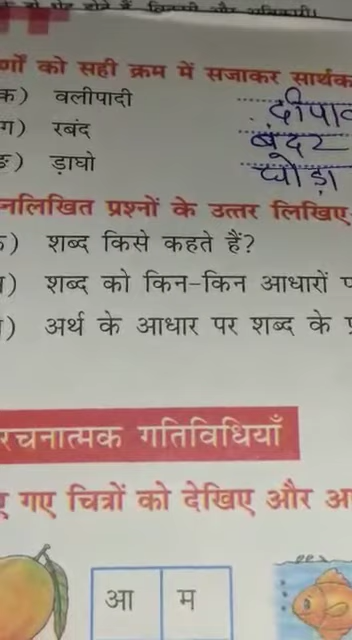 र्णों को सही क्रम में सजाकर सार्थक
क) वलीपादी दीपाव
ग) रबंद बंदर
ङ) ड़ाघो घोड़ा
नलिखित प्रश्नों के उत्तर लिखिए
) शब्द किसे कहते हैं?
) शब्द को किन-किन आधारों प
) अर्थ के आधार पर शब्द के प्र
रचनात्मक गतिविधियाँ
ए गए चित्रों को देखिए और अ
आ म